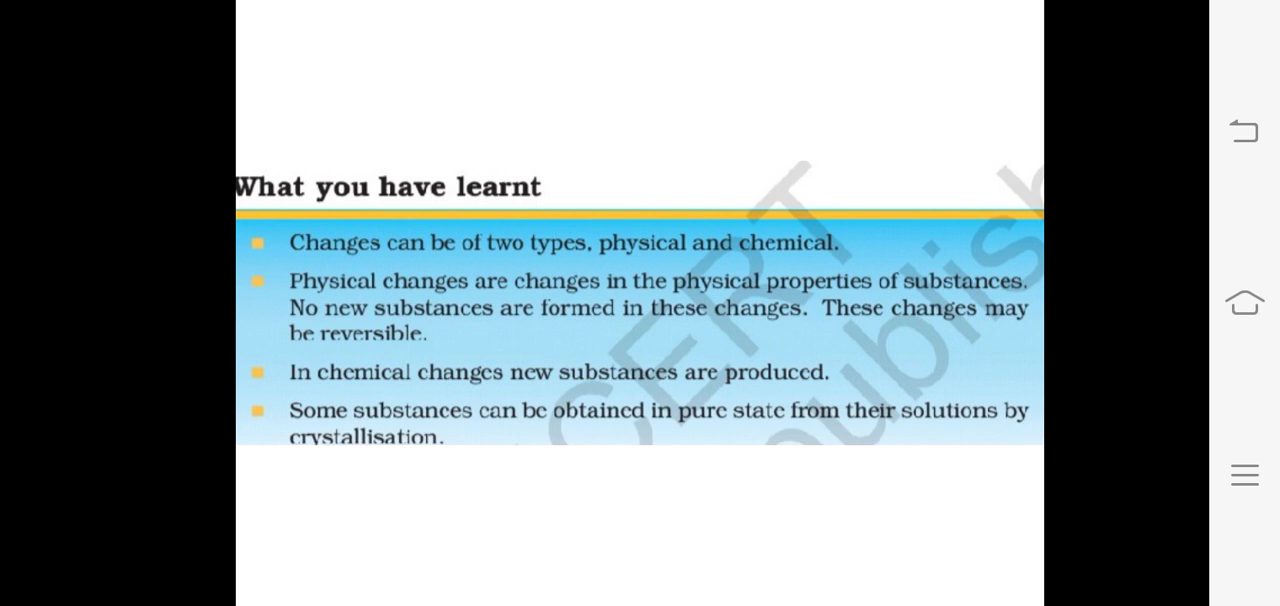 What you have learnt
Changes can be of two types, physical and chemical.
Physical changes are changes in the physical properties of substances.
No new substances are formed in these changes. These changes may
be reversible.
In chemical changes new substances are produced.
Some substances can be obtained in pure state from their solutions by
crystallisation.